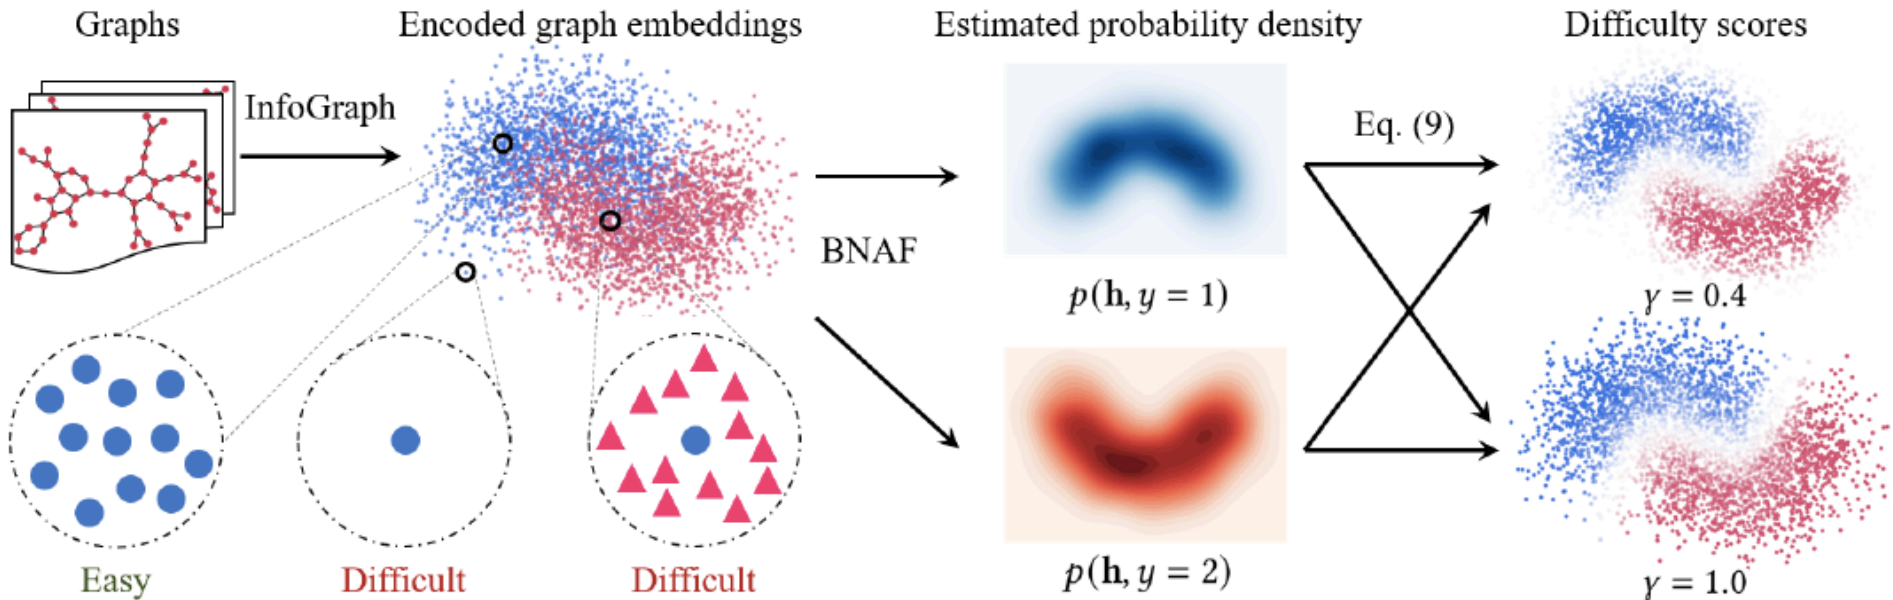 Graphs
Encoded graph embeddings
Estimated probability density
Difficulty scores
InfoGraph
BNAF
Eq. (9)
p(h, y = 1)
p(h, y = 2)
γ = 0.4
γ = 1.0
Easy
Difficult
Difficult